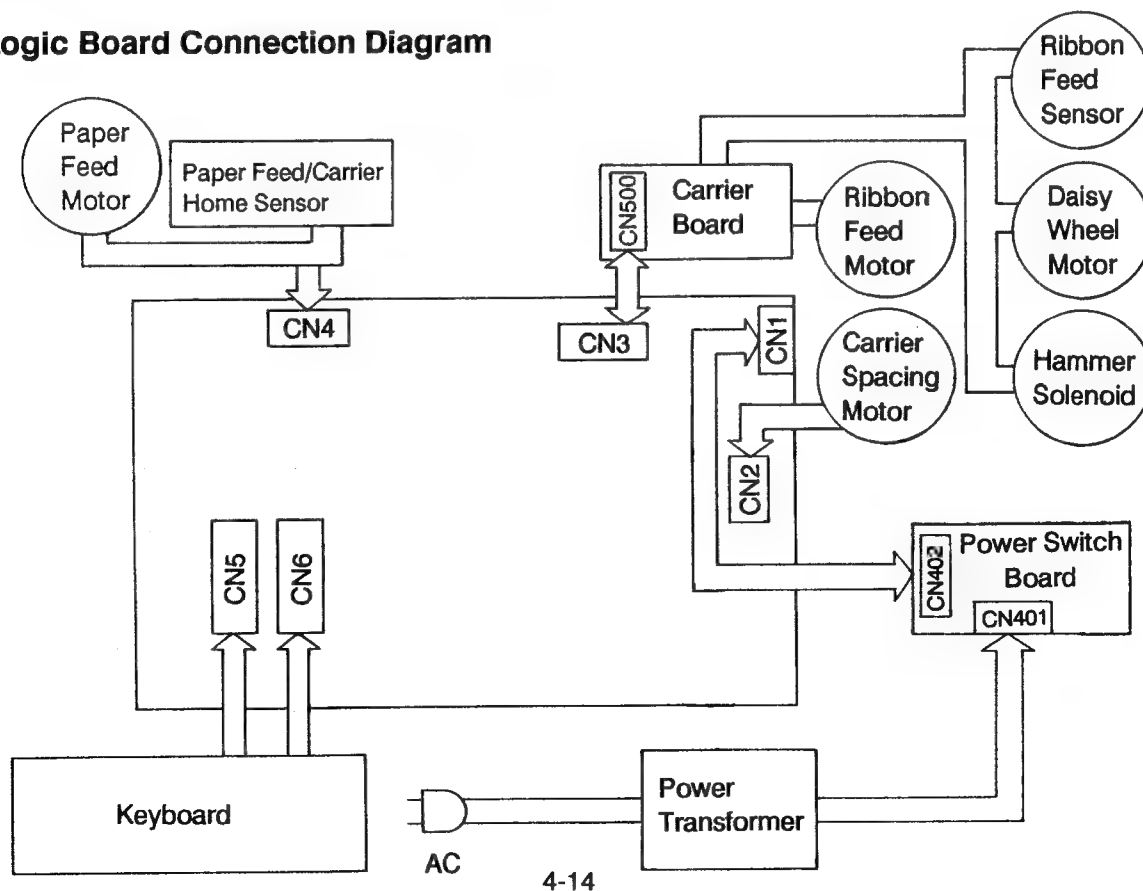 ogic Board Connection Diagram
Paper
Feed
Motor
Paper Feed/Carrier
Home Sensor
CN500
Carrier
Board
Ribbon
Feed
Sensor
Ribbon
Feed
Motor
Daisy
Wheel
Motor
CN4
CN3
CN1
Carrier
Spacing
Motor
Hammer
Solenoid
CN2
CN5
CN6
CN402
Power Switch
Board
CN401
Keyboard
AC
Power
Transformer
4-14